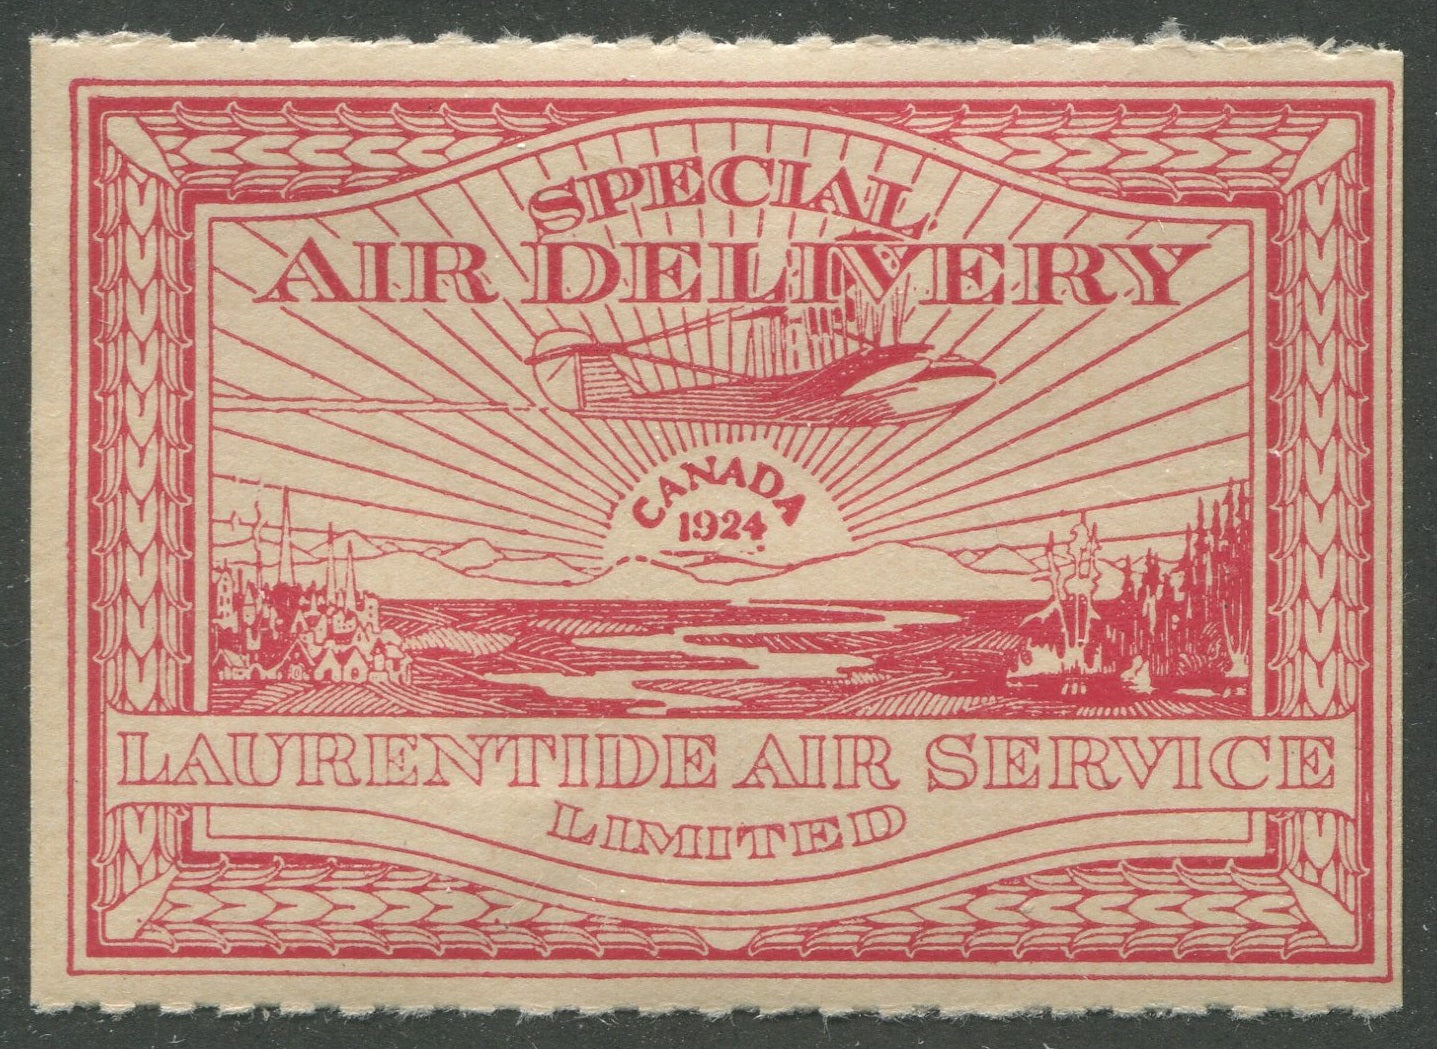 SPECIAL
AIR DELIVERY
CANADA
1924
LAURENTIDE AIR SERVICE
LIMITED